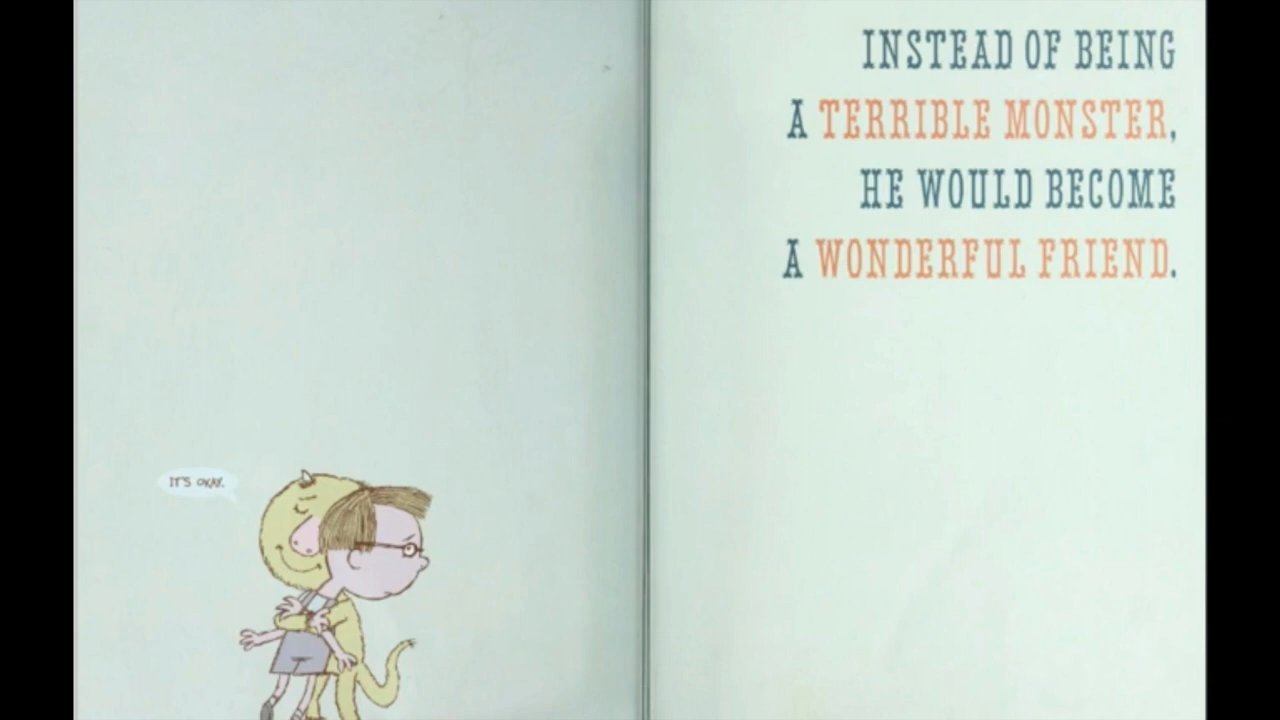 IT'S OKAY.
INSTEAD OF BEING
A TERRIBLE MONSTER,
HE WOULD BECOME
A WONDERFUL FRIEND.